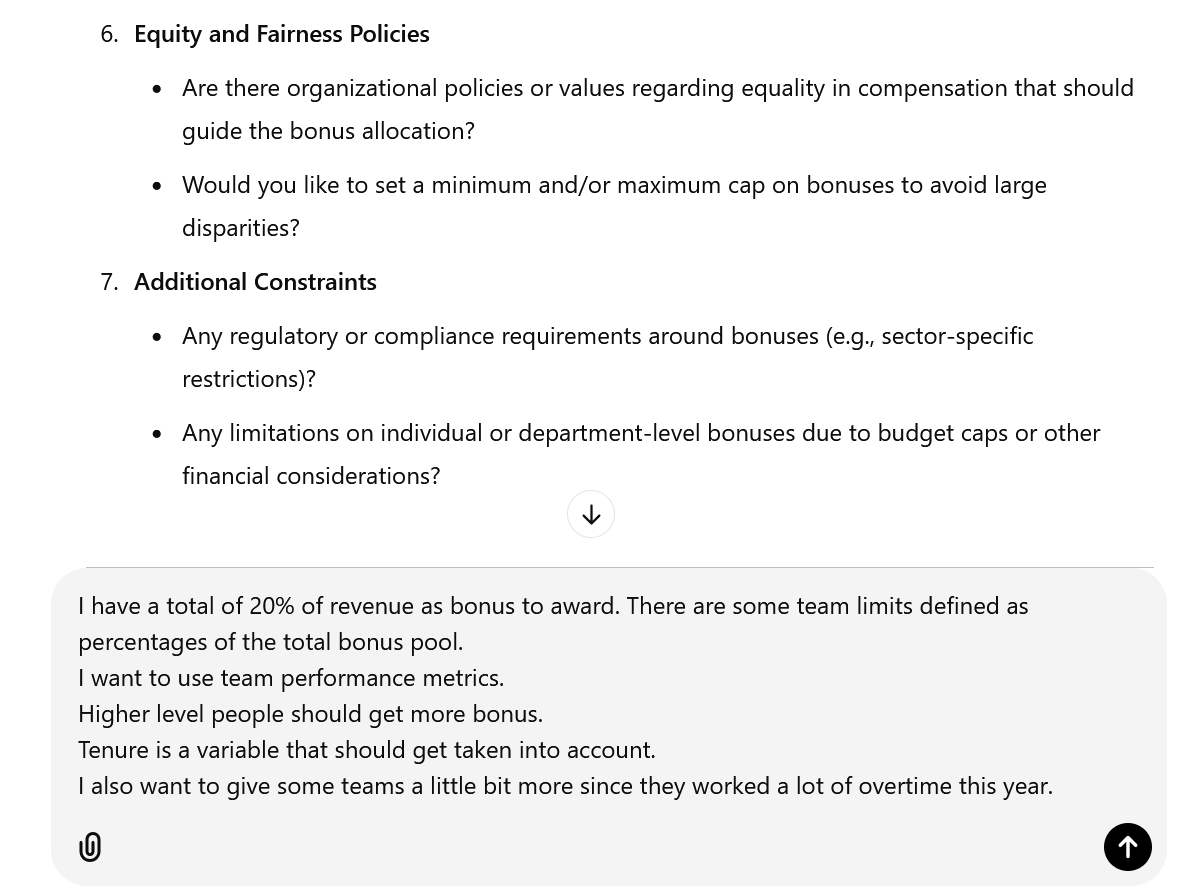 6. Equity and Fairness Policies
• Are there organizational policies or values regarding equality in compensation that should
guide the bonus allocation?
• Would you like to set a minimum and/or maximum cap on bonuses to avoid large
disparities?
7. Additional Constraints
• Any regulatory or compliance requirements around bonuses (e.g., sector-specific
restrictions)?
• Any limitations on individual or department-level bonuses due to budget caps or other
financial considerations?
I have a total of 20% of revenue as bonus to award. There are some team limits defined as
percentages of the total bonus pool.
I want to use team performance metrics.
Higher level people should get more bonus.
Tenure is a variable that should get taken into account.
I also want to give some teams a little bit more since they worked a lot of overtime this year.